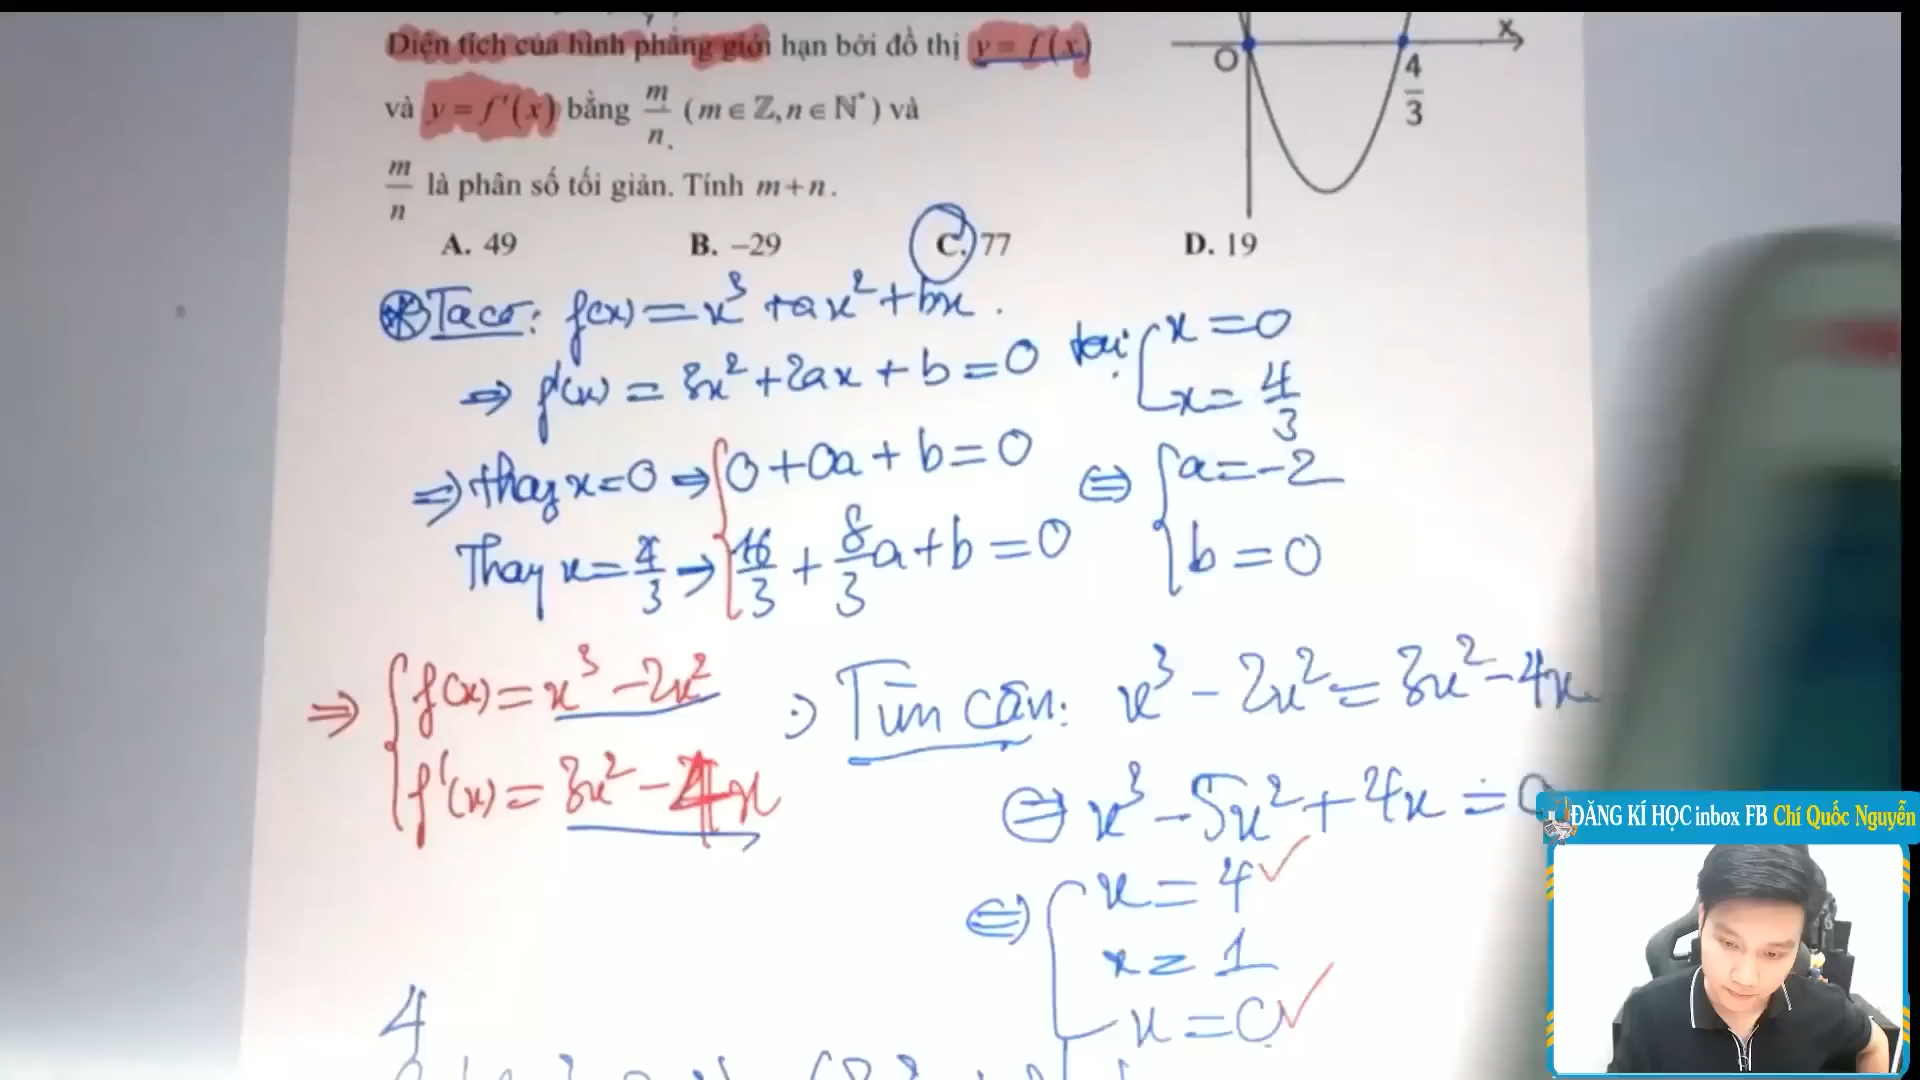 Diện tích của hình phẳng giới hạn bởi đồ thị y = f(x)
và y = f'(x) bằng m/n (m ∈ ℤ, n ∈ ℕ*) và
m/n là phân số tối giản. Tính m + n.
A. 49 B. −29 C. 77 D. 19
x
O
4/3
Ta có: f(x) = x³ + ax² + bx.
⇒ f'(x) = 3x² + 2ax + b = 0 tại [x = 0
x = 4/3
⇒ thay x = 0 → {0 + 0a + b = 0 ⇔ {a = −2
Thay x = 4/3 → 16/3 + 8/3 a + b = 0 b = 0
⇒ {f(x) = x³ − 2x²
f'(x) = 3x² − 4x
Tìm cận: x³ − 2x² = 3x² − 4x
⇔ x³ − 5x² + 4x = 0
⇔ [x = 4 ✓
x = 1
x = 0 ✓
4
ĐĂNG KÍ HỌC inbox FB Chí Quốc Nguyễn